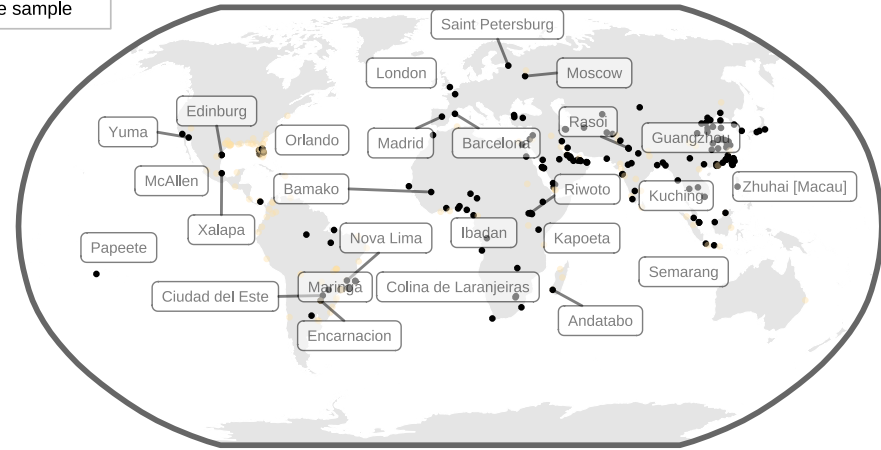 e sample
Saint Petersburg
London
Moscow
Edinburg
Yuma
Orlando
Madrid
Barcelona
Rasoi
Guangzhou
McAllen
Bamako
Riwoto
Kuching
Zhuhai [Macau]
Xalapa
Papeete
Nova Lima
Ibadan
Kapoeta
Semarang
Ciudad del Este
Maringá
Colina de Laranjeiras
Encarnacion
Andatabo